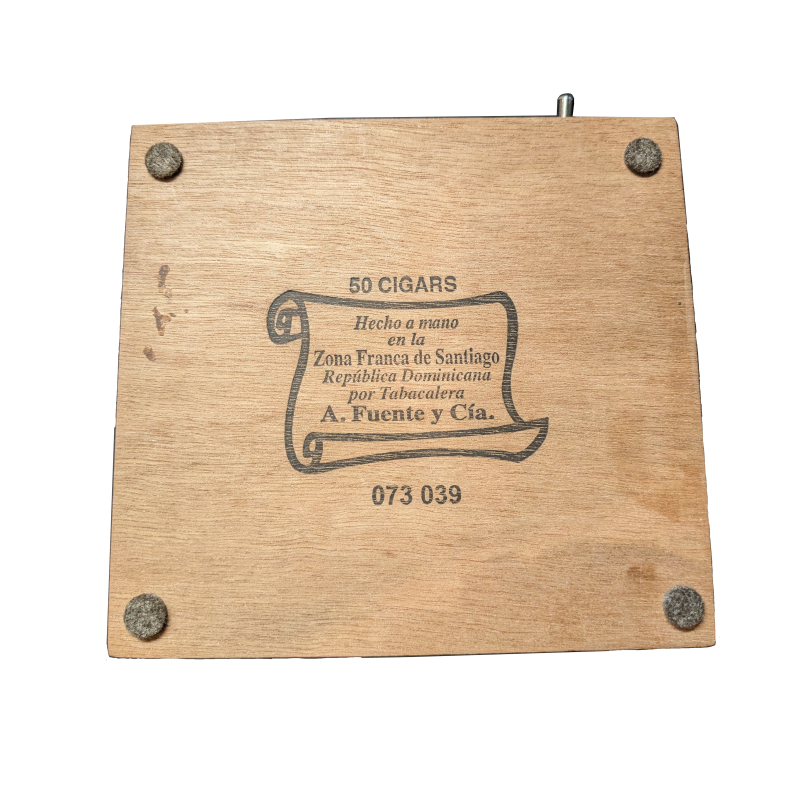 50 CIGARS
Hecho a mano
en la
Zona Franca de Santiago
República Dominicana
por Tabacalera
A. Fuente y Cía.
073 039